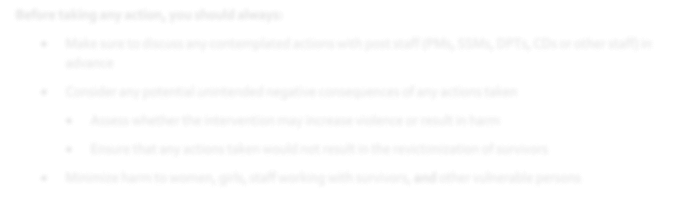 Before taking any action, you should always:
• Make sure to discuss any contemplated actions with post staff (PMs, SSMs, DPTs, CDs or other staff) in
advance
• Consider any potential unintended negative consequences of any actions taken
• Assess whether the intervention may increase violence or result in harm
• Ensure that any actions taken would not result in the revictimization of survivors
• Minimize harm to women, girls, staff working with survivors, and other vulnerable persons